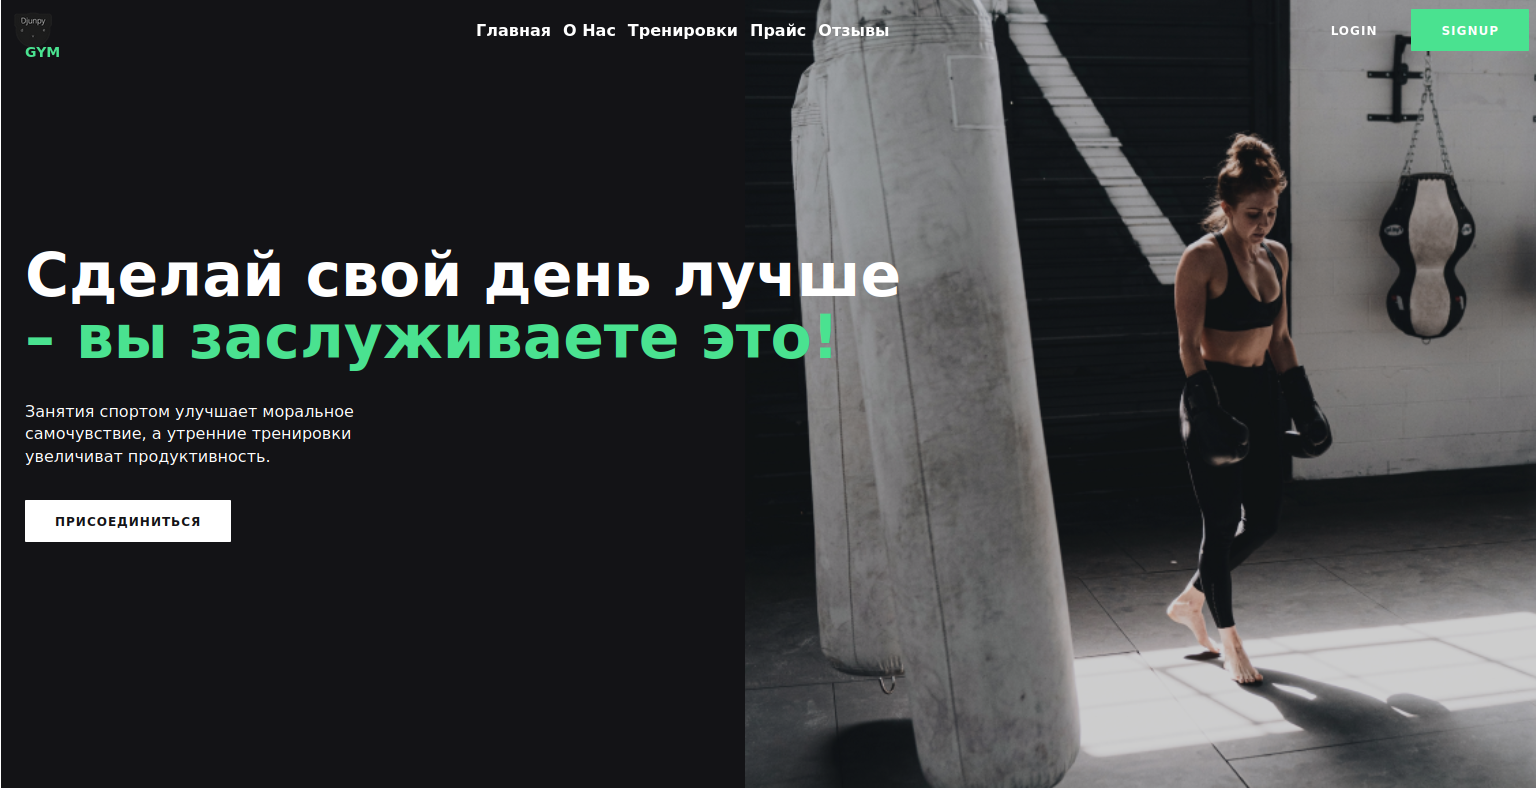 Djunpy
GYM
Главная О Нас Тренировки Прайс Отзывы
LOGIN
SIGNUP
Сделай свой день лучше
– вы заслуживаете это!
Занятия спортом улучшает моральное
самочувствие, а утренние тренировки
увеличиват продуктивность.
ПРИСОЕДИНИТЬСЯ